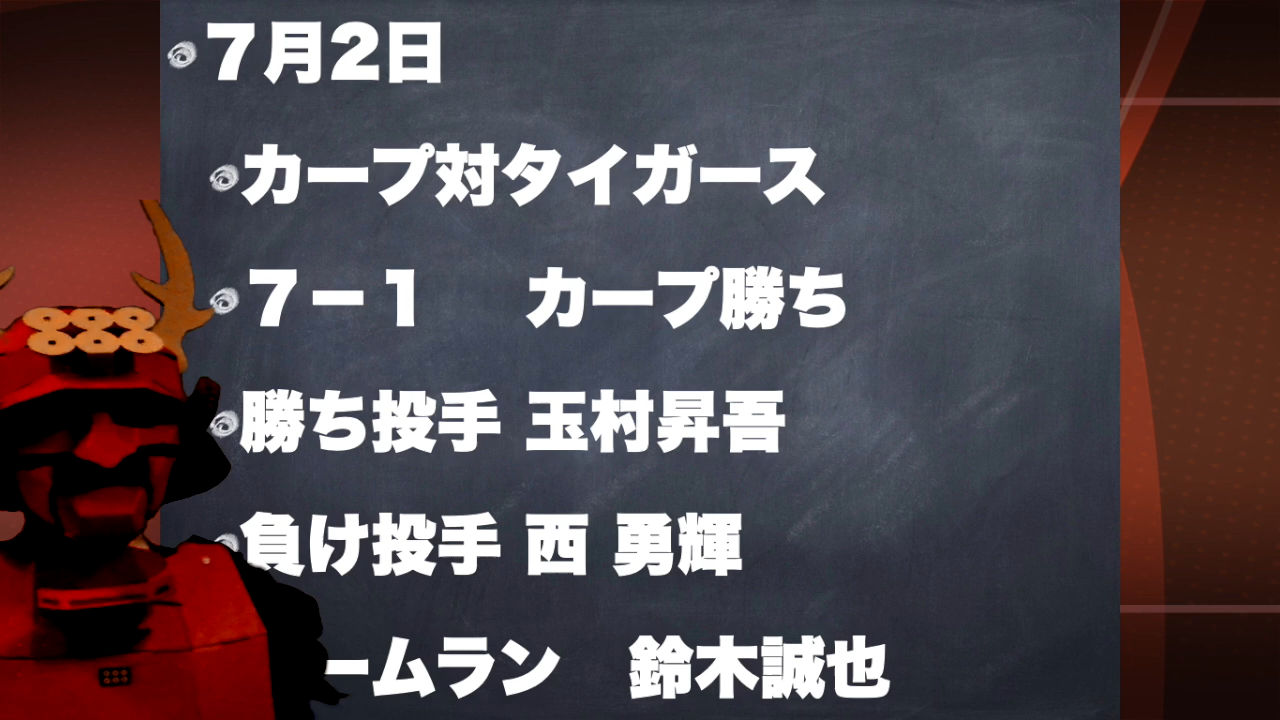 ７月2日
カープ対タイガース
７－１　カープ勝ち
勝ち投手 玉村昇吾
負け投手 西 勇輝
ームラン　鈴木誠也